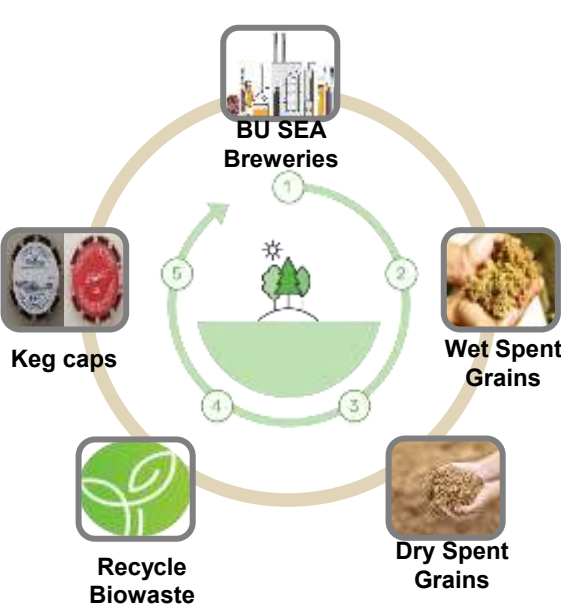 BU SEA
Breweries
1
2
Wet Spent
Grains
3
Dry Spent
Grains
4
Recycle
Biowaste
5
Keg caps